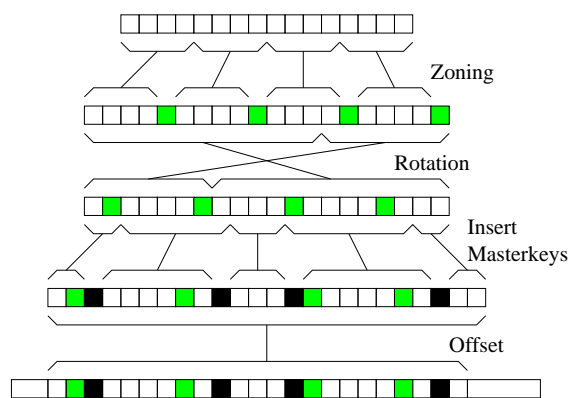 Zoning
Rotation
Insert
Masterkeys
Offset